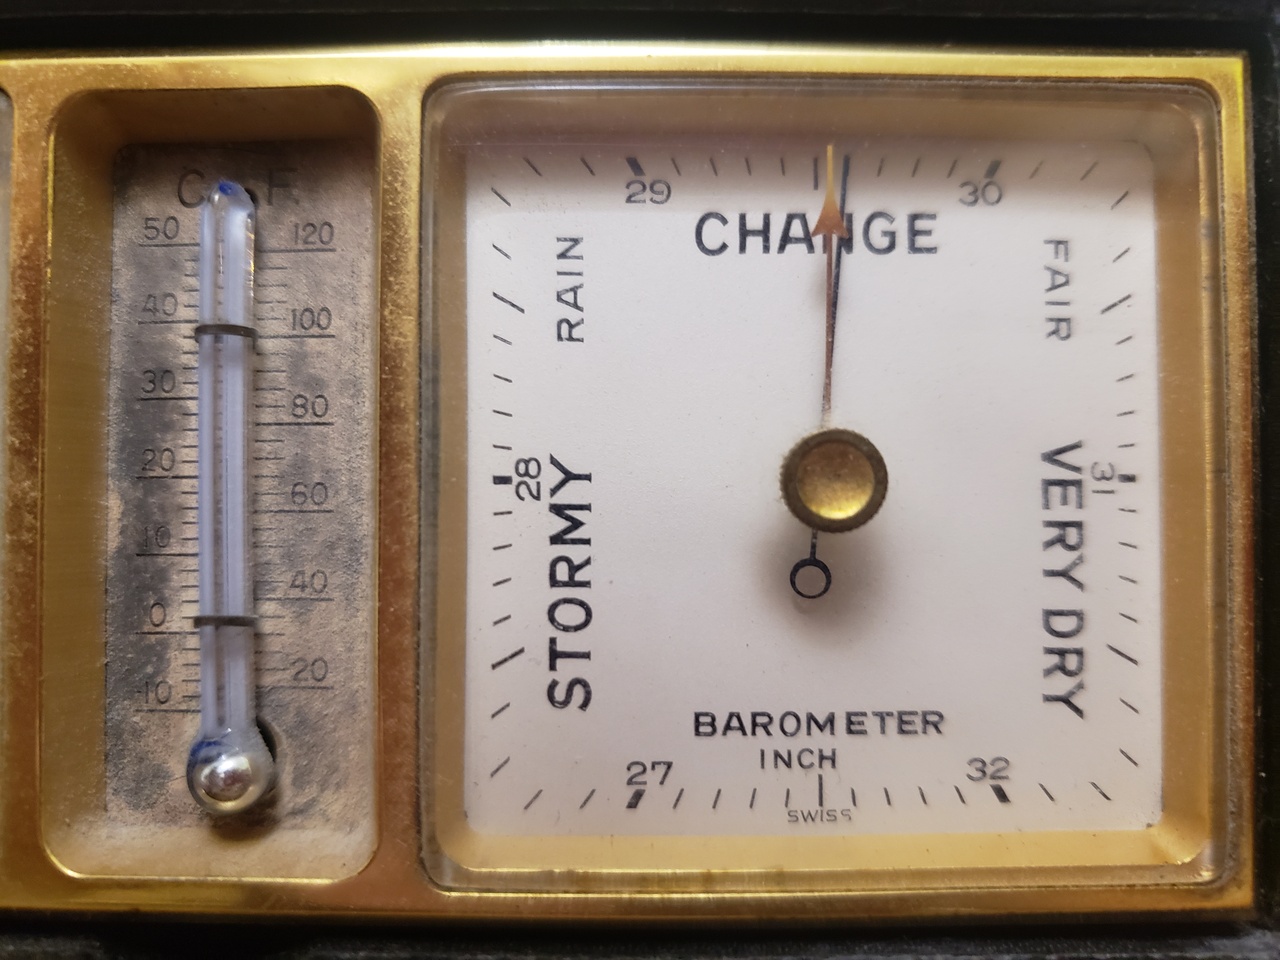 C. F.
50 120
40 100
30 80
20 60
10 40
0 20
-10
29 30
CHANGE
RAIN
FAIR
28
31
STORMY
VERY DRY
BAROMETER
INCH
27 32
SWISS